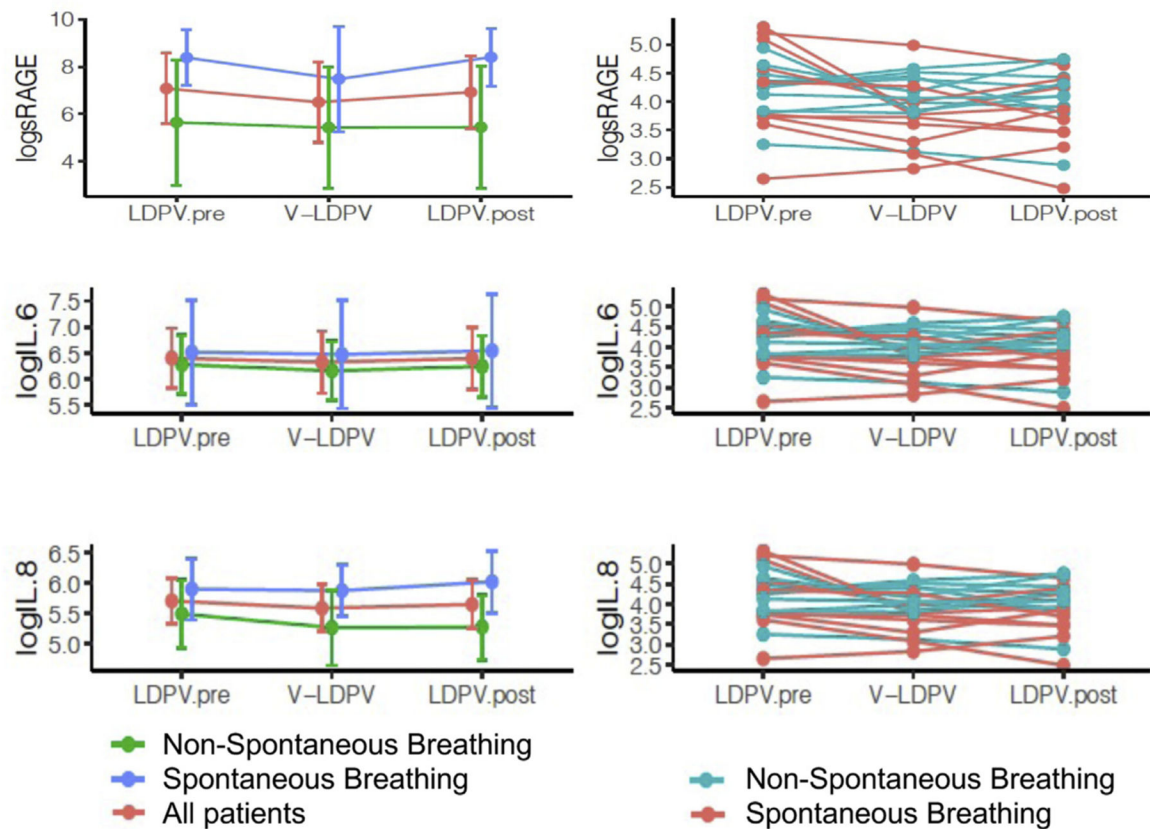 logsRAGE
10
8
6
4
LDPV.pre V-LDPV LDPV.post
logsRAGE
5.0
4.5
4.0
3.5
3.0
2.5
LDPV.pre V-LDPV LDPV.post
logIL.6
7.5
7.0
6.5
6.0
5.5
LDPV.pre V-LDPV LDPV.post
logIL.6
5.0
4.5
4.0
3.5
3.0
2.5
LDPV.pre V-LDPV LDPV.post
logIL.8
6.5
6.0
5.5
5.0
LDPV.pre V-LDPV LDPV.post
logIL.8
5.0
4.5
4.0
3.5
3.0
2.5
LDPV.pre V-LDPV LDPV.post
Non-Spontaneous Breathing
Spontaneous Breathing
All patients
Non-Spontaneous Breathing
Spontaneous Breathing